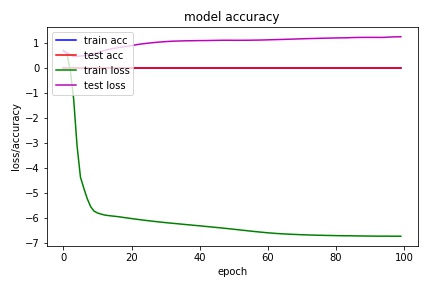 model accuracy
train acc
test acc
train loss
test loss
1
0
−1
−2
−3
−4
−5
−6
−7
loss/accuracy
0 20 40 60 80 100
epoch